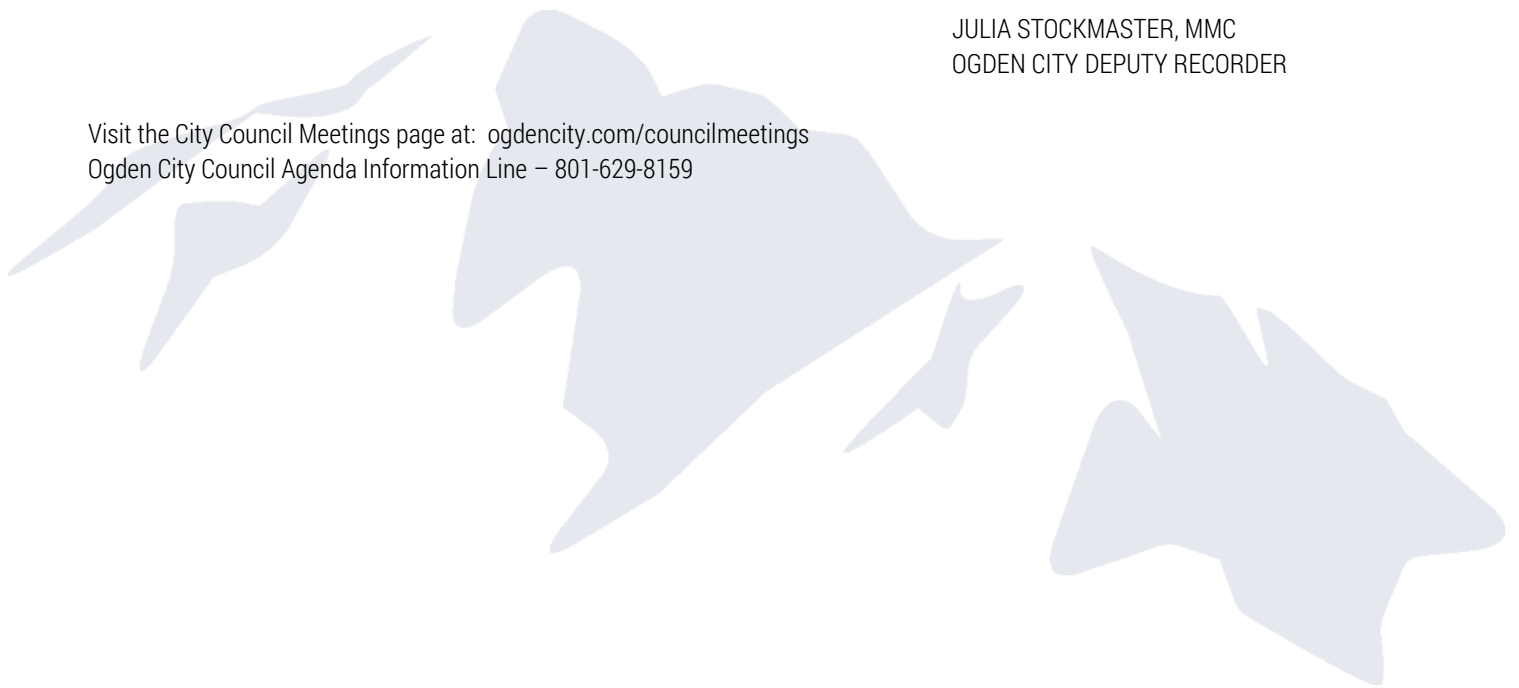 JULIA STOCKMASTER, MMC
OGDEN CITY DEPUTY RECORDER
Visit the City Council Meetings page at: ogdencity.com/councilmeetings
Ogden City Council Agenda Information Line – 801-629-8159